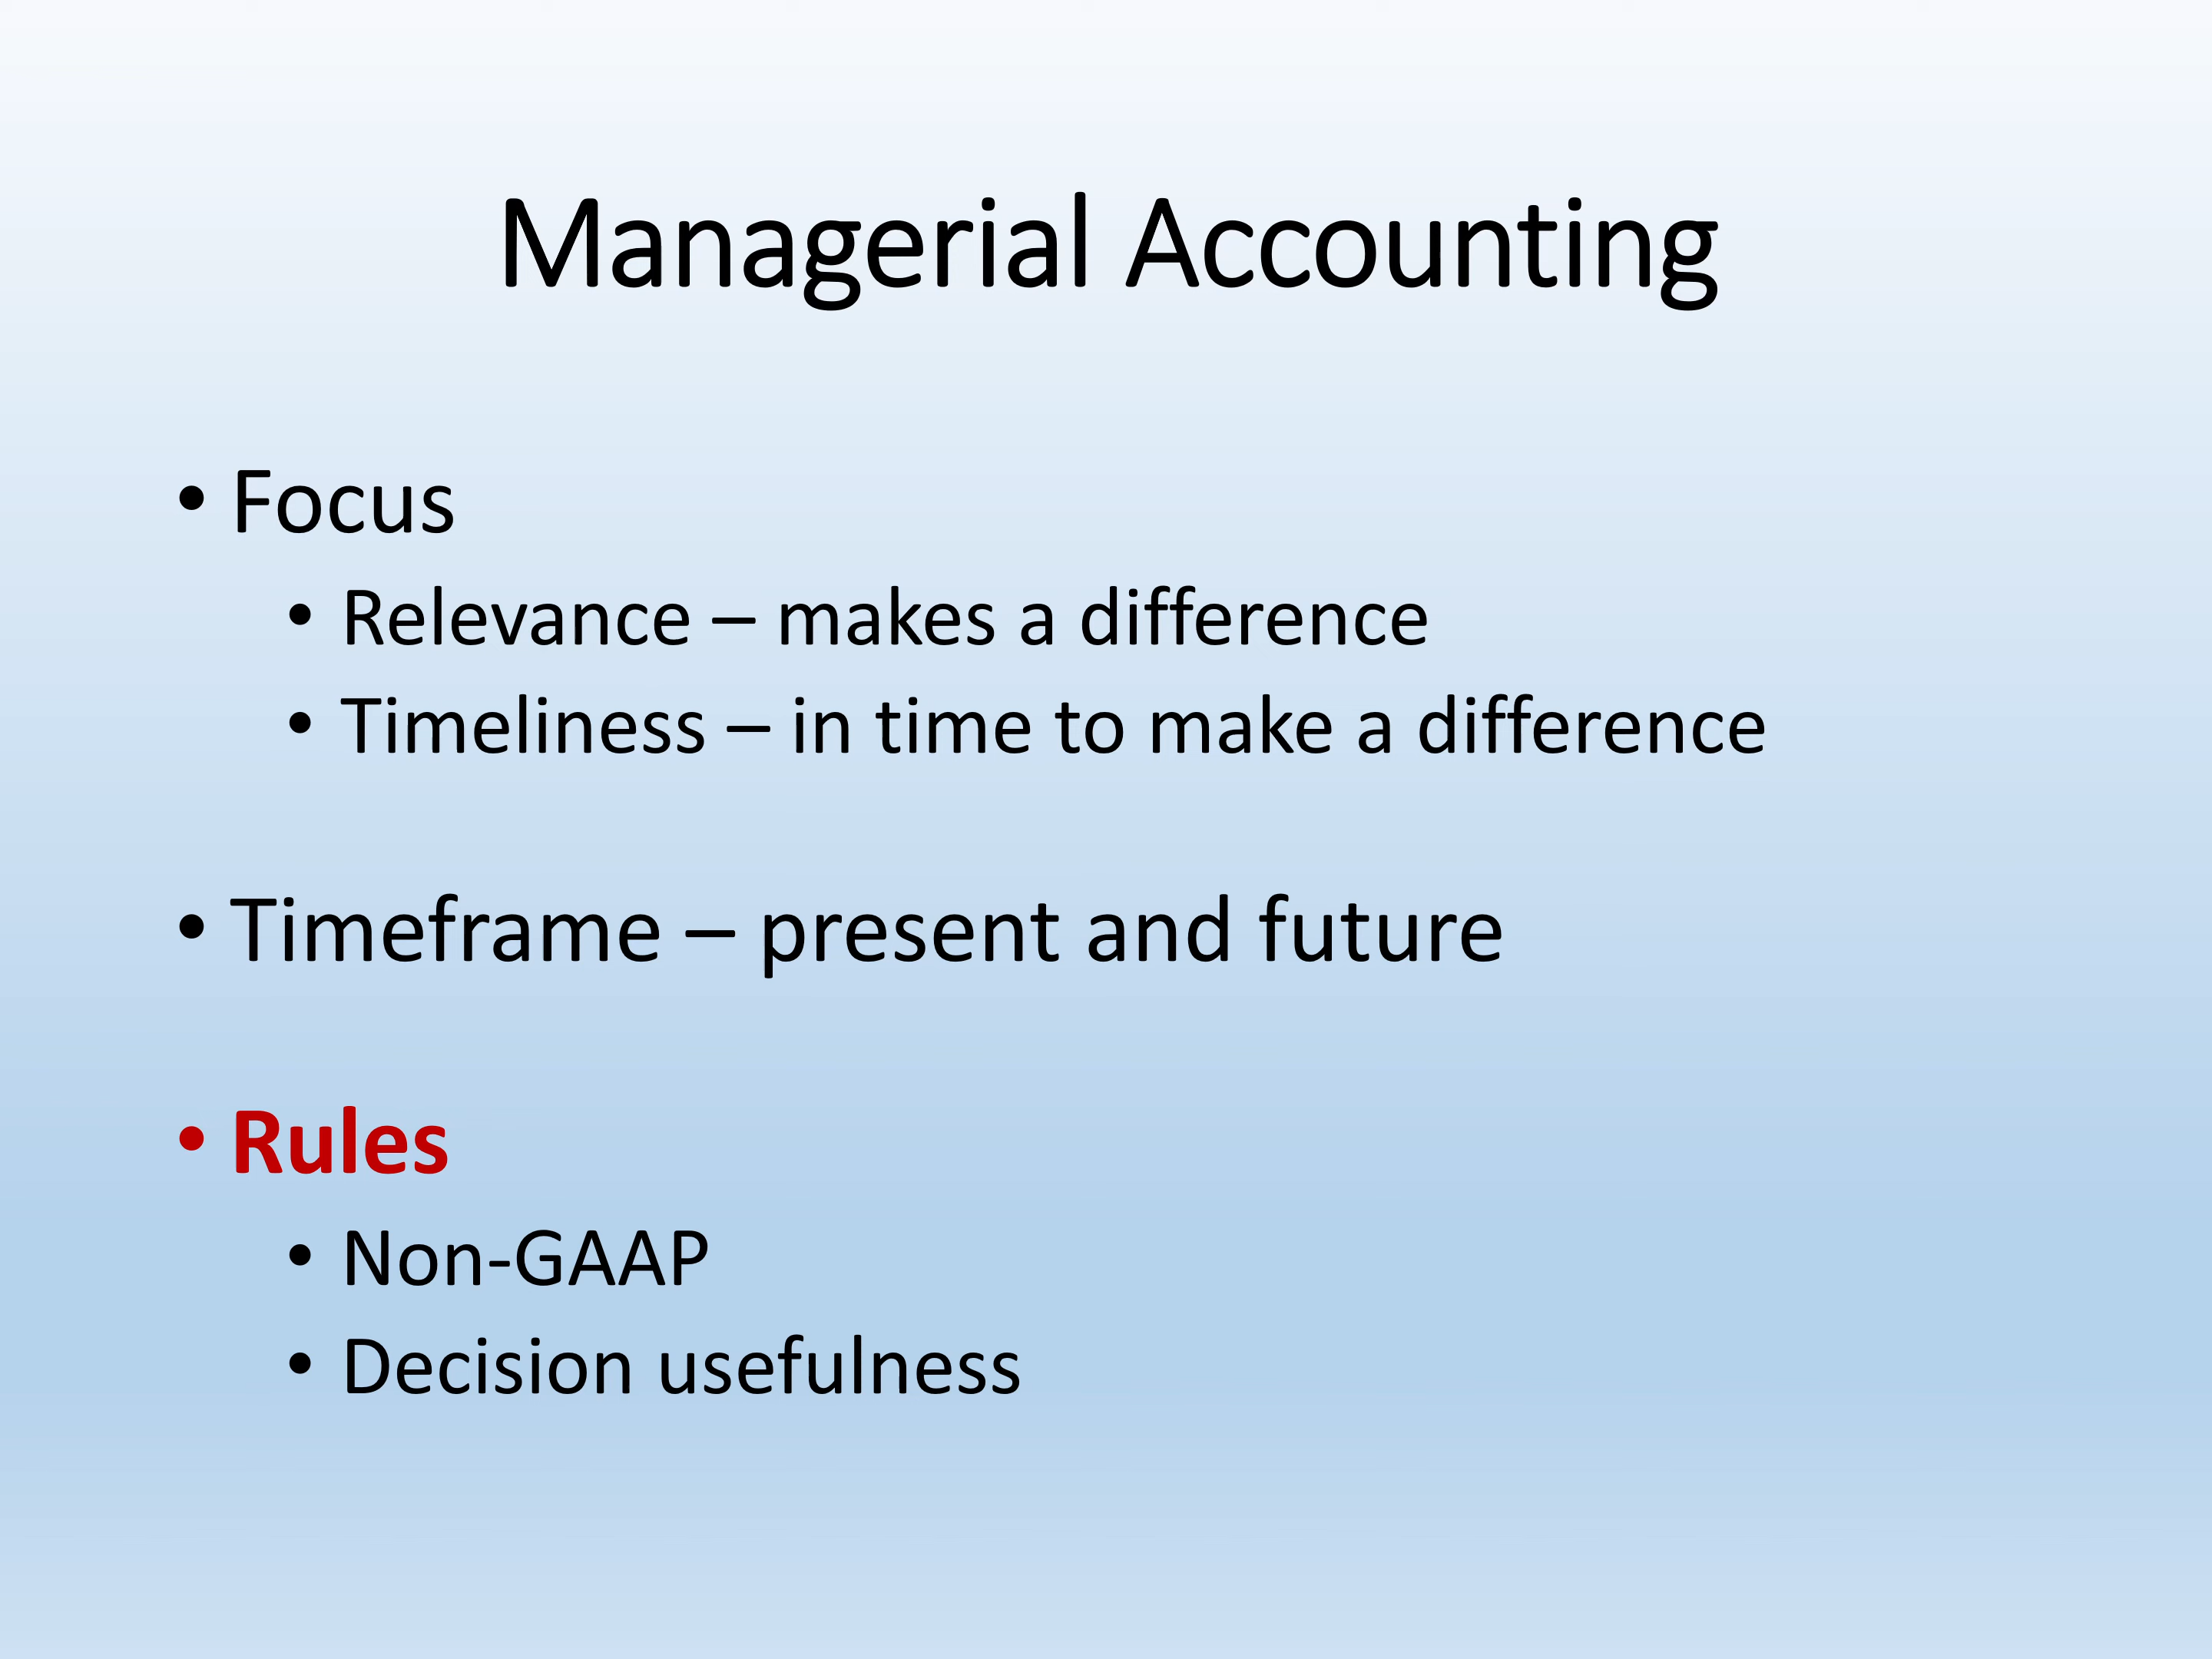 Managerial Accounting
• Focus
• Relevance – makes a difference
• Timeliness – in time to make a difference
• Timeframe – present and future
• Rules
• Non-GAAP
• Decision usefulness